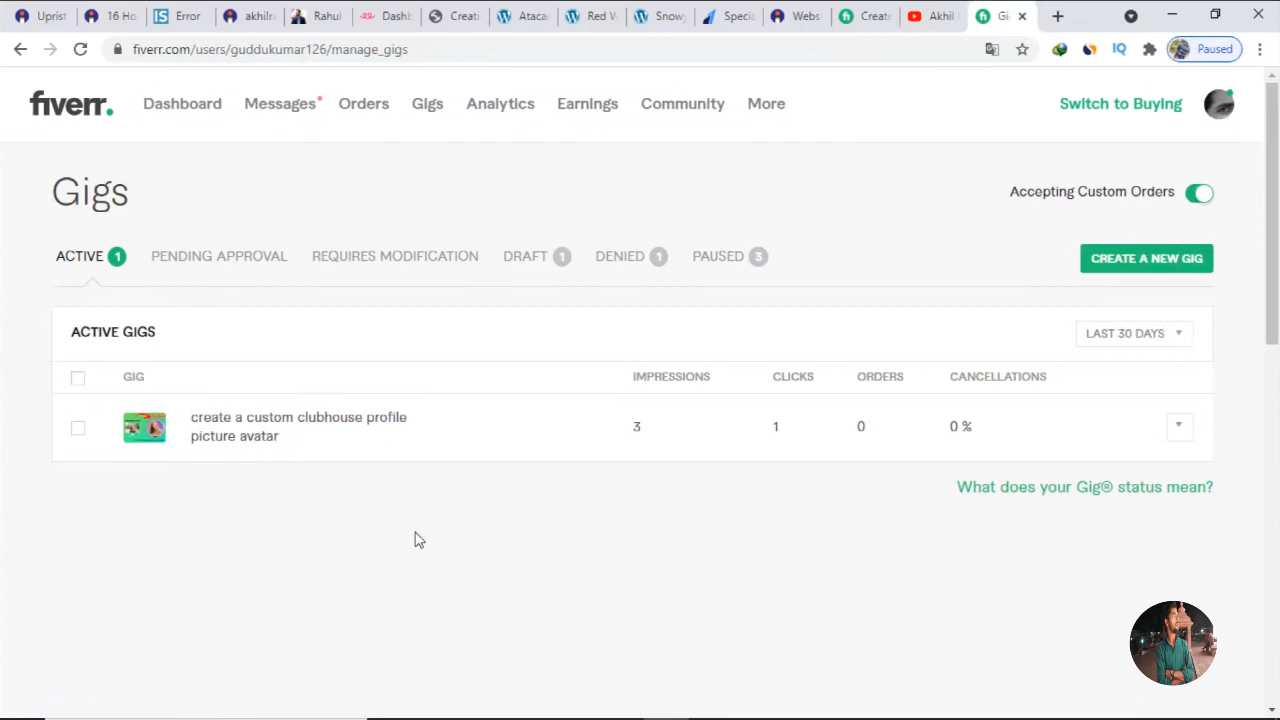 Uprist
16 Ho
Error
akhilr
Rahul
Dashb
Creati
Ataca
Red V
Snow
Specia
Webs
Create
Akhil
Gi
fiverr.com/users/guddukumar126/manage_gigs
IQ
Paused
fiverr.
Dashboard
Messages
Orders
Gigs
Analytics
Earnings
Community
More
Switch to Buying
Gigs
Accepting Custom Orders
ACTIVE 1
PENDING APPROVAL
REQUIRES MODIFICATION
DRAFT 1
DENIED 1
PAUSED 3
CREATE A NEW GIG
ACTIVE GIGS
LAST 30 DAYS
GIG
IMPRESSIONS
CLICKS
ORDERS
CANCELLATIONS
create a custom clubhouse profile
picture avatar
3
1
0
0 %
What does your Gig® status mean?